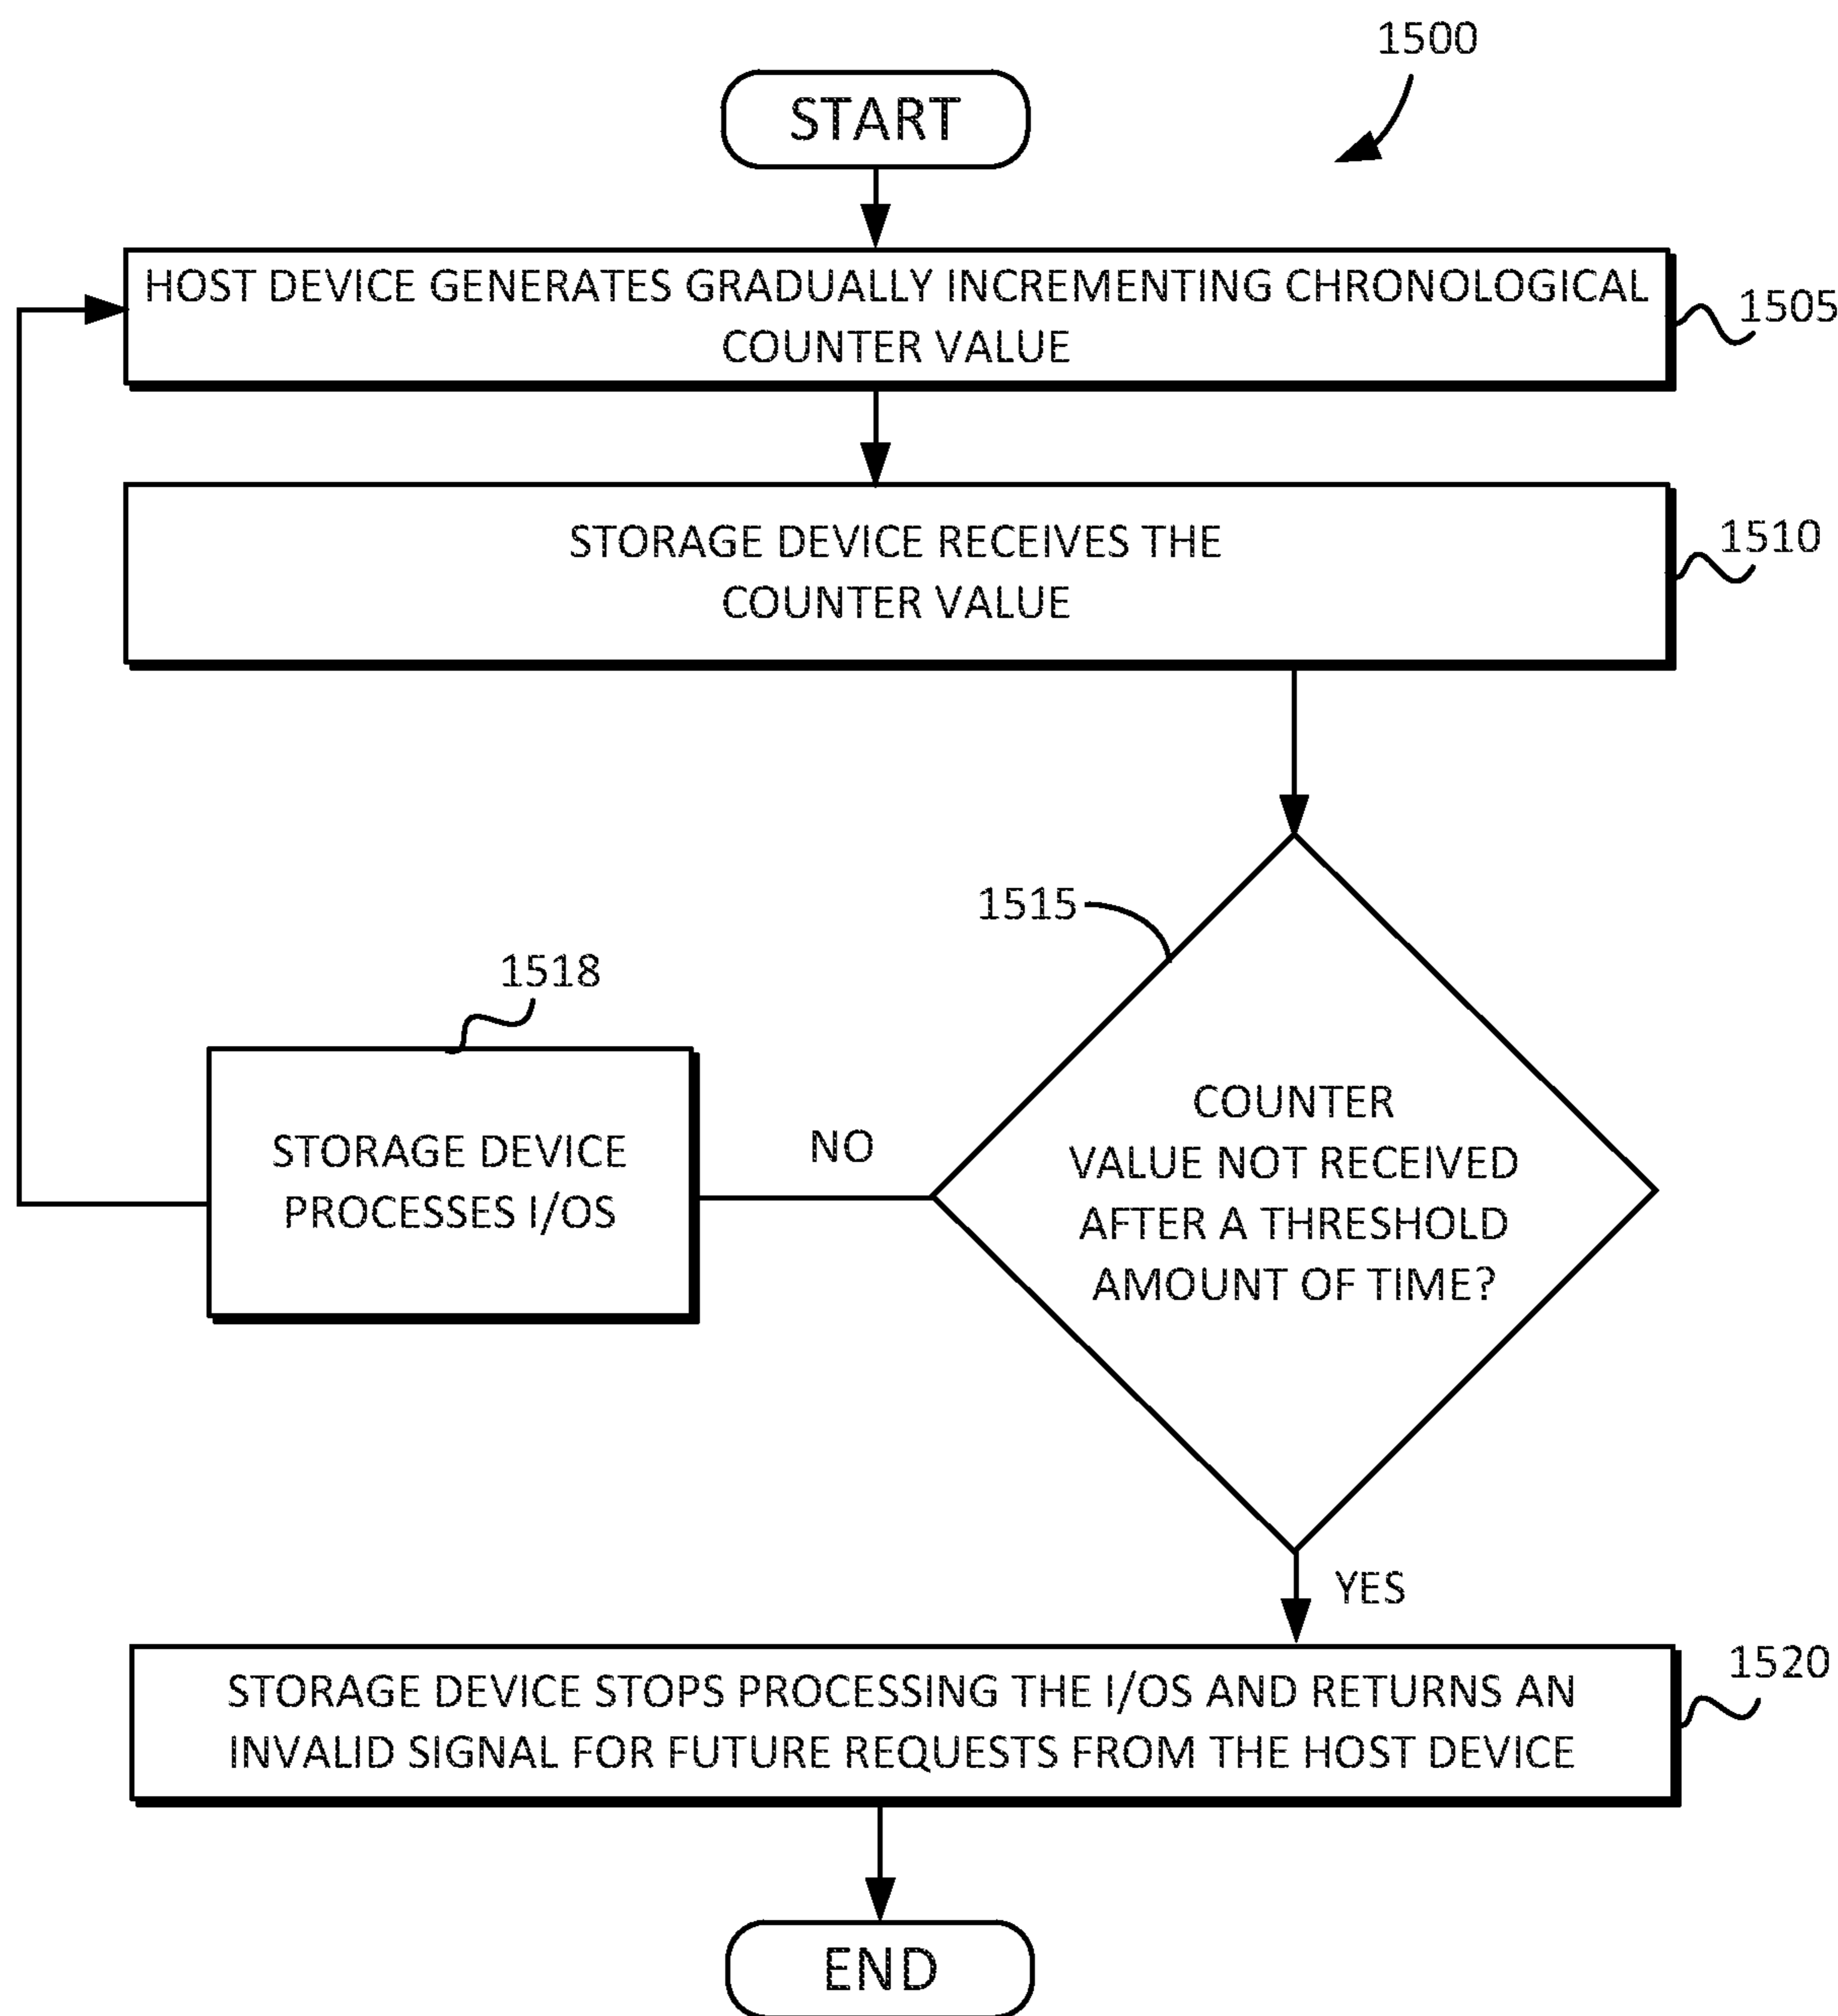 1500
START
HOST DEVICE GENERATES GRADUALLY INCREMENTING CHRONOLOGICAL
COUNTER VALUE
1505
STORAGE DEVICE RECEIVES THE
COUNTER VALUE
1510
1515
COUNTER
VALUE NOT RECEIVED
AFTER A THRESHOLD
AMOUNT OF TIME?
NO
1518
STORAGE DEVICE
PROCESSES I/OS
YES
STORAGE DEVICE STOPS PROCESSING THE I/OS AND RETURNS AN
INVALID SIGNAL FOR FUTURE REQUESTS FROM THE HOST DEVICE
1520
END